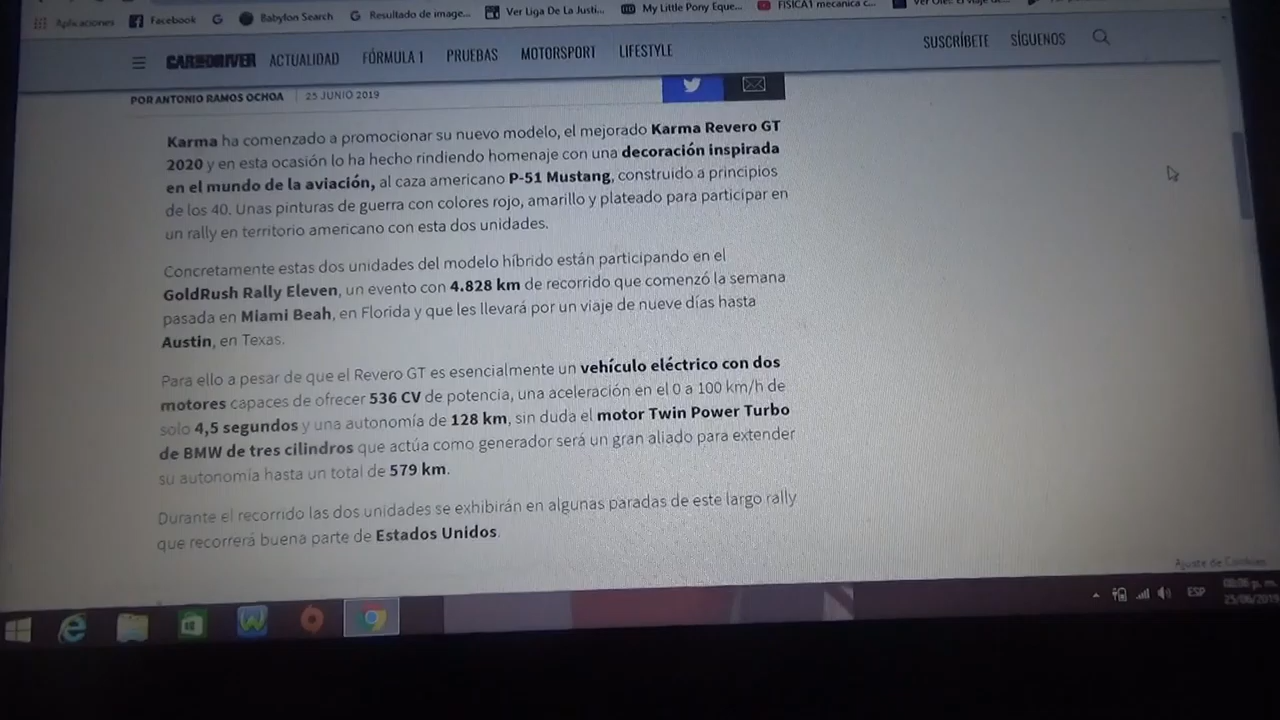 Aplicaciones Facebook G Babylon Search G Resultado de image... Ver Liga De La Justi... My Little Pony Eque... FISICA1 mecanica c...
CAR AND DRIVER ACTUALIDAD FÓRMULA 1 PRUEBAS MOTORSPORT LIFESTYLE SUSCRÍBETE SÍGUENOS
POR ANTONIO RAMOS OCHOA | 25 JUNIO 2019
Karma ha comenzado a promocionar su nuevo modelo, el mejorado Karma Revero GT
2020 y en esta ocasión lo ha hecho rindiendo homenaje con una decoración inspirada
en el mundo de la aviación, al caza americano P-51 Mustang, construido a principios
de los 40. Unas pinturas de guerra con colores rojo, amarillo y plateado para participar en
un rally en territorio americano con esta dos unidades.
Concretamente estas dos unidades del modelo híbrido están participando en el
GoldRush Rally Eleven, un evento con 4.828 km de recorrido que comenzó la semana
pasada en Miami Beah, en Florida y que les llevará por un viaje de nueve días hasta
Austin, en Texas.
Para ello a pesar de que el Revero GT es esencialmente un vehículo eléctrico con dos
motores capaces de ofrecer 536 CV de potencia, una aceleración en el 0 a 100 km/h de
solo 4,5 segundos y una autonomía de 128 km, sin duda el motor Twin Power Turbo
de BMW de tres cilindros que actúa como generador será un gran aliado para extender
su autonomía hasta un total de 579 km.
Durante el recorrido las dos unidades se exhibirán en algunas paradas de este largo rally
que recorrerá buena parte de Estados Unidos.
Ajuste de Cookies
ESP 08:06 p. m.
25/06/2019